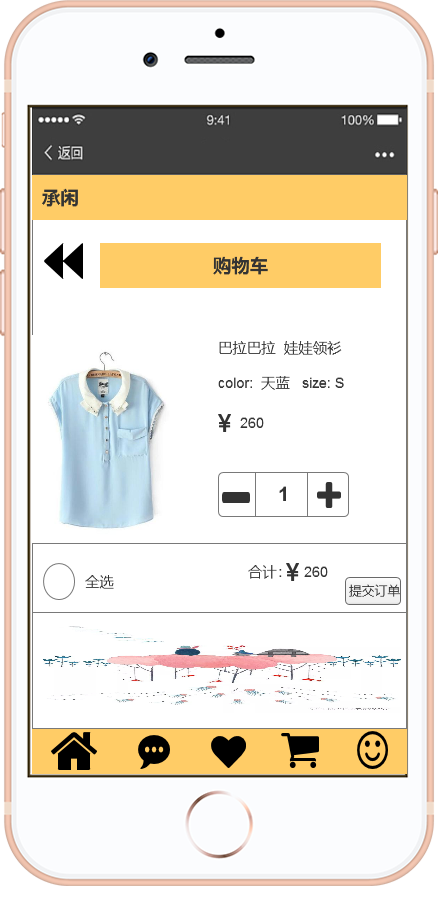 9:41
100%
返回
承闲
购物车
巴拉巴拉 娃娃领衫
color: 天蓝 size: S
¥ 260
1
全选
合计: ¥ 260
提交订单